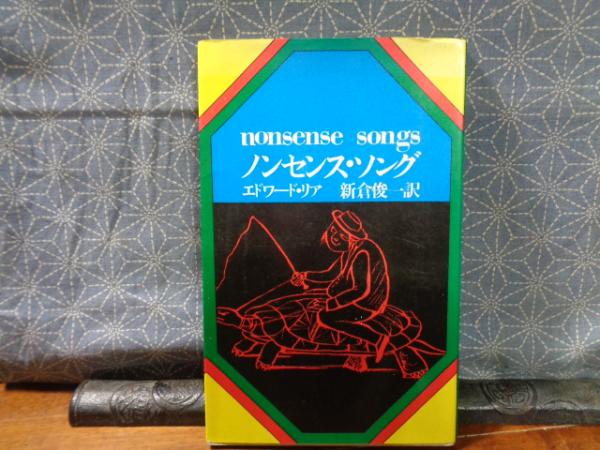 nonsense songs
ノンセンス・ソング
エドワード・リア 新倉俊一訳